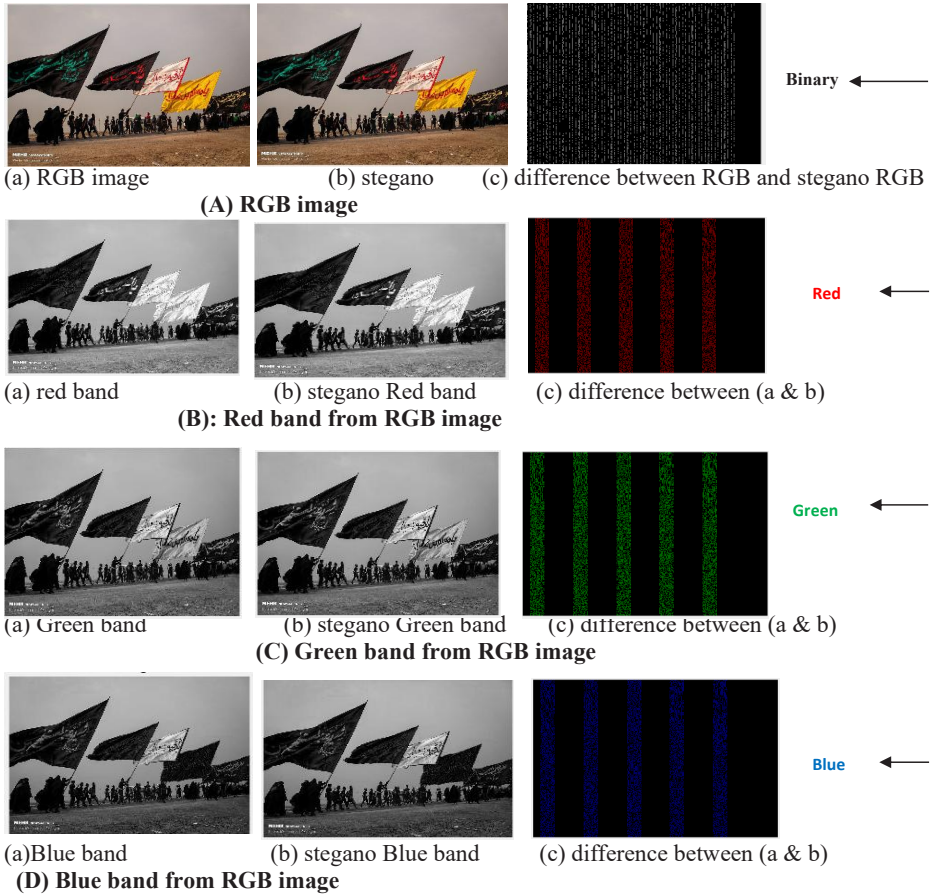 Binary
(a) RGB image (b) stegano (c) difference between RGB and stegano RGB
(A) RGB image
Red
(a) red band (b) stegano Red band (c) difference between (a & b)
(B): Red band from RGB image
Green
(a) Green band (b) stegano Green band (c) difference between (a & b)
(C) Green band from RGB image
Blue
(a)Blue band (b) stegano Blue band (c) difference between (a & b)
(D) Blue band from RGB image